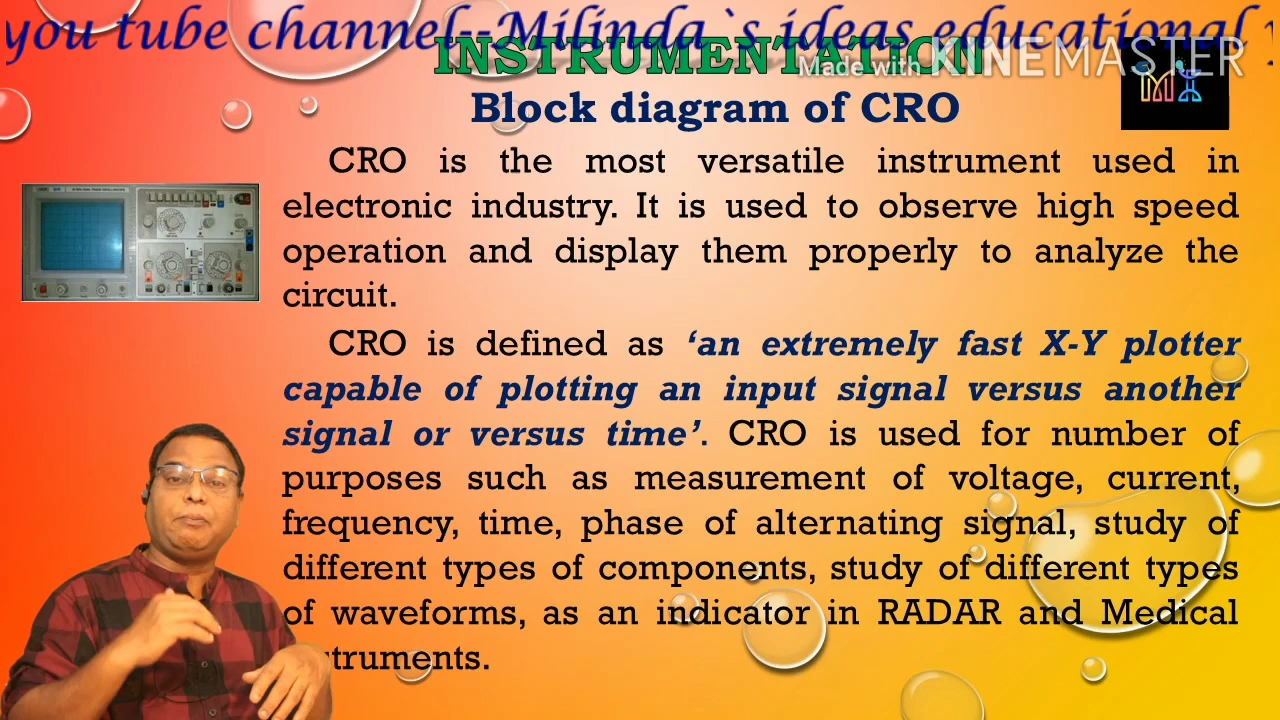 you tube channel--Milinda`s ideas educational
INSTRUMENTATION
Made with KINEMASTER
Block diagram of CRO
CRO is the most versatile instrument used in
electronic industry. It is used to observe high speed
operation and display them properly to analyze the
circuit.
CRO is defined as ‘an extremely fast X-Y plotter
capable of plotting an input signal versus another
signal or versus time’. CRO is used for number of
purposes such as measurement of voltage, current,
frequency, time, phase of alternating signal, study of
different types of components, study of different types
of waveforms, as an indicator in RADAR and Medical
struments.